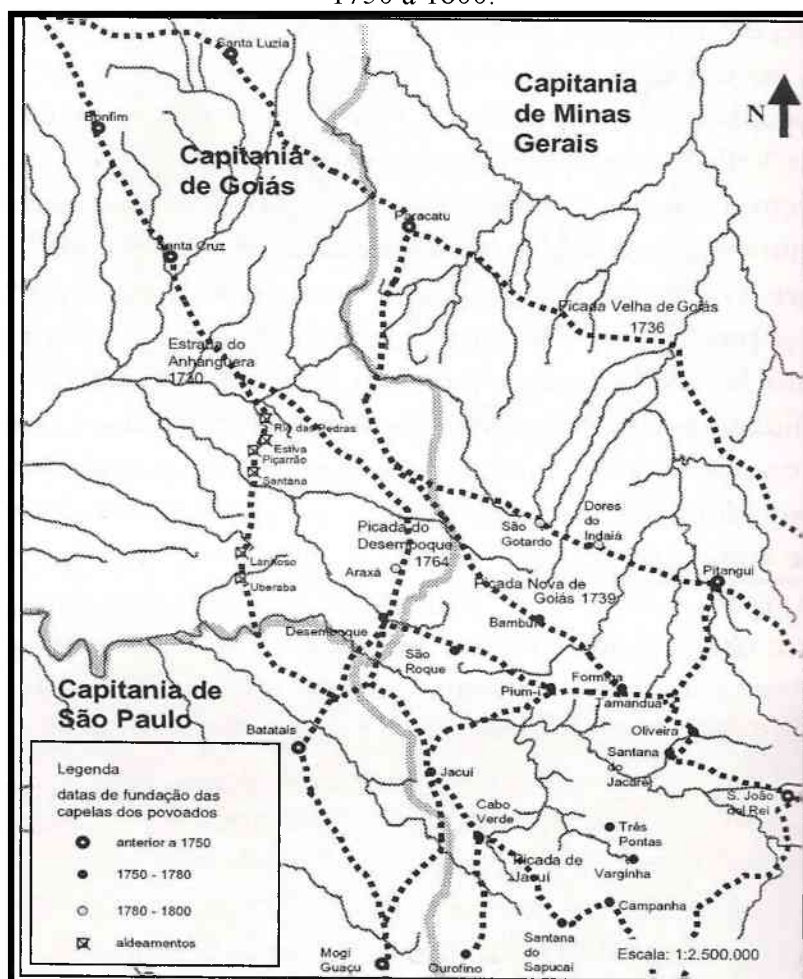 1750 a 1800.
Santa Luzia
Capitania
de Minas
Gerais
N
Bonfim
Capitania
de Goiás
Paracatu
Santa Cruz
Picada Velha de Goiás
1736
Estrada do
Anhanguera
1730
Rio das Pedras
Estiva
Piçarrão
Santana
Picada do
Desemboque
1764
São
Gotardo
Dores
do
Indaiá
Araxá
Lanhoso
Uberaba
Picada Nova de
Goiás 1739
Pitangui
Bambuí
Desemboque
São
Roque
Formiga
Pium-i
Tamanduá
Capitania de
São Paulo
Batatais
Oliveira
Santana
do
Jacaré
Jacuí
S. João
del Rei
Cabo
Verde
Três
Pontas
Picada de
Jacuí
Varginha
Campanha
Legenda
datas de fundação das
capelas dos povoados
anterior a 1750
1750 - 1780
1780 - 1800
aldeamentos
Mogi
Guaçu
Ourofino
Santana
do
Sapucaí
Escala: 1:2.500.000